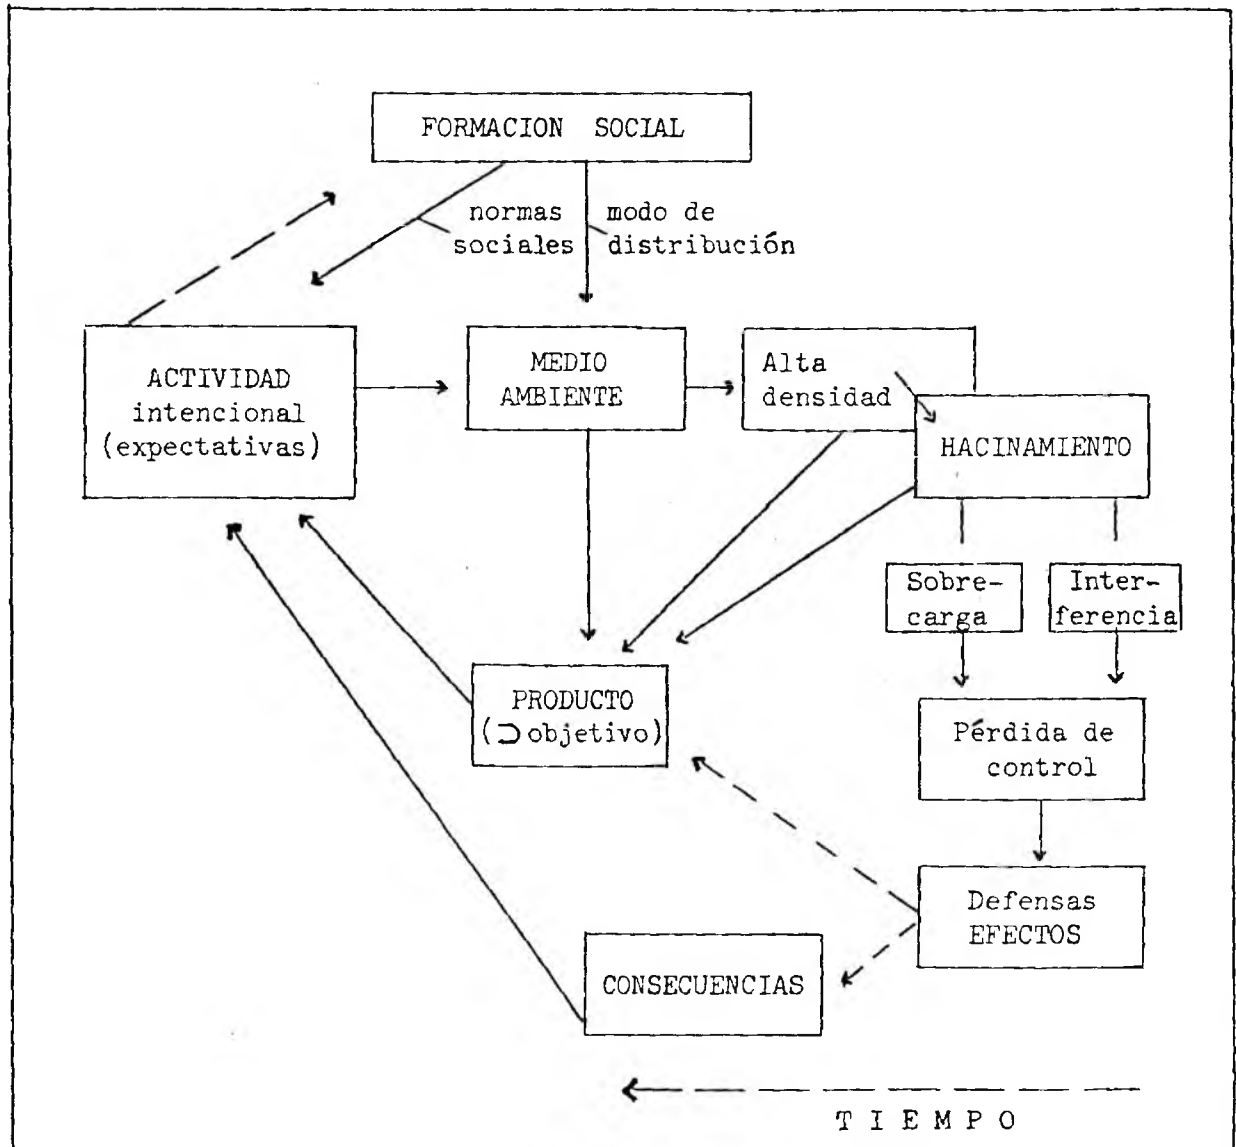 FORMACION SOCIAL
normas
sociales
modo de
distribución
ACTIVIDAD
intencional
(expectativas)
MEDIO
AMBIENTE
Alta
densidad
HACINAMIENTO
Sobre-
carga
Inter-
ferencia
PRODUCTO
(⊃ objetivo)
Pérdida de
control
Defensas
EFECTOS
CONSECUENCIAS
T I E M P O